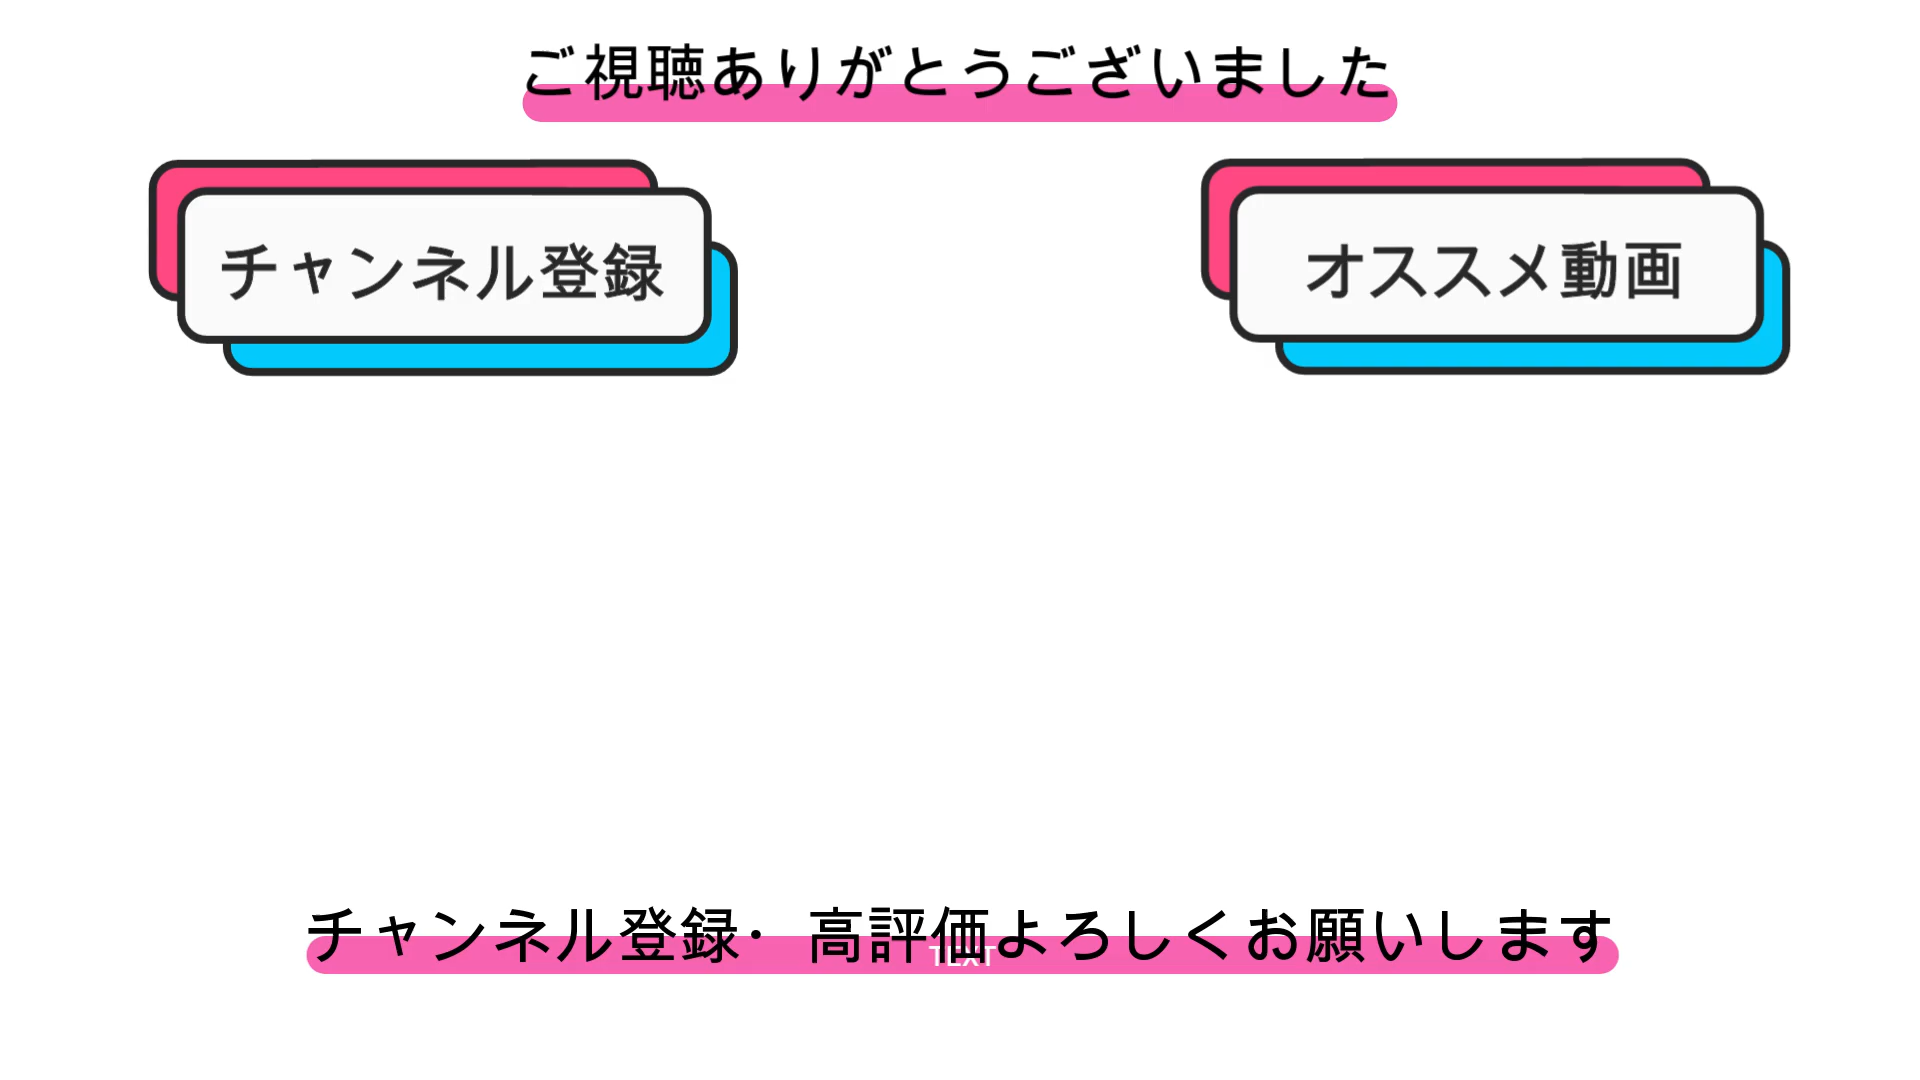 ご視聴ありがとうございました
チャンネル登録
オススメ動画
チャンネル登録・高評価よろしくお願いします
TEXT